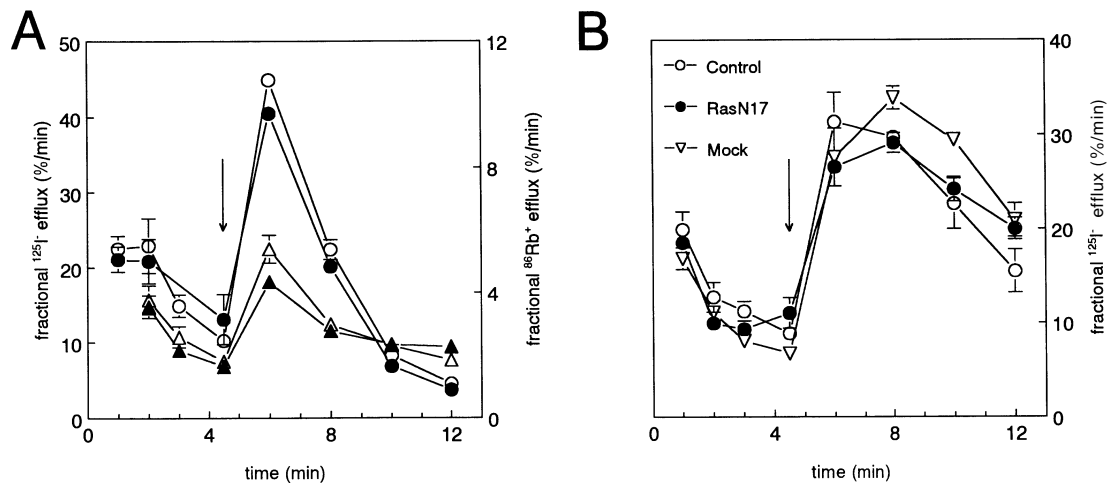 A
50
40
30
20
10
0
fractional ¹²⁵I⁻ efflux (%/min)
12
8
4
0
fractional ⁸⁶Rb⁺ efflux (%/min)
0 4 8 12
time (min)
B
Control
RasN17
Mock
40
30
20
10
0
fractional ¹²⁵I⁻ efflux (%/min)
0 4 8 12
time (min)